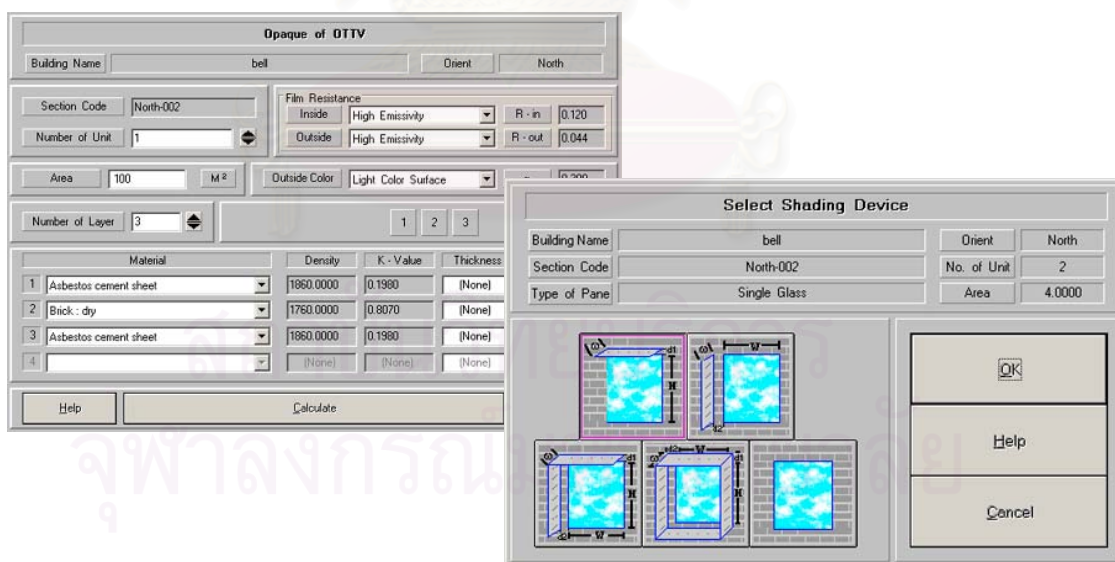 Opaque of OTTV
Building Name bell Orient North
Section Code North-002
Number of Unit 1
Film Resistance
Inside High Emissivity R - in 0.120
Outside High Emissivity R - out 0.044
Area 100 M²
Outside Color Light Color Surface
Number of Layer 3
1 2 3
Material Density K - Value Thickness
1 Asbestos cement sheet 1860.0000 0.1980 (None)
2 Brick : dry 1760.0000 0.8070 (None)
3 Asbestos cement sheet 1860.0000 0.1980 (None)
4 (None) (None) (None)
Help Calculate
Select Shading Device
Building Name bell Orient North
Section Code North-002 No. of Unit 2
Type of Pane Single Glass Area 4.0000
OK
Help
Cancel